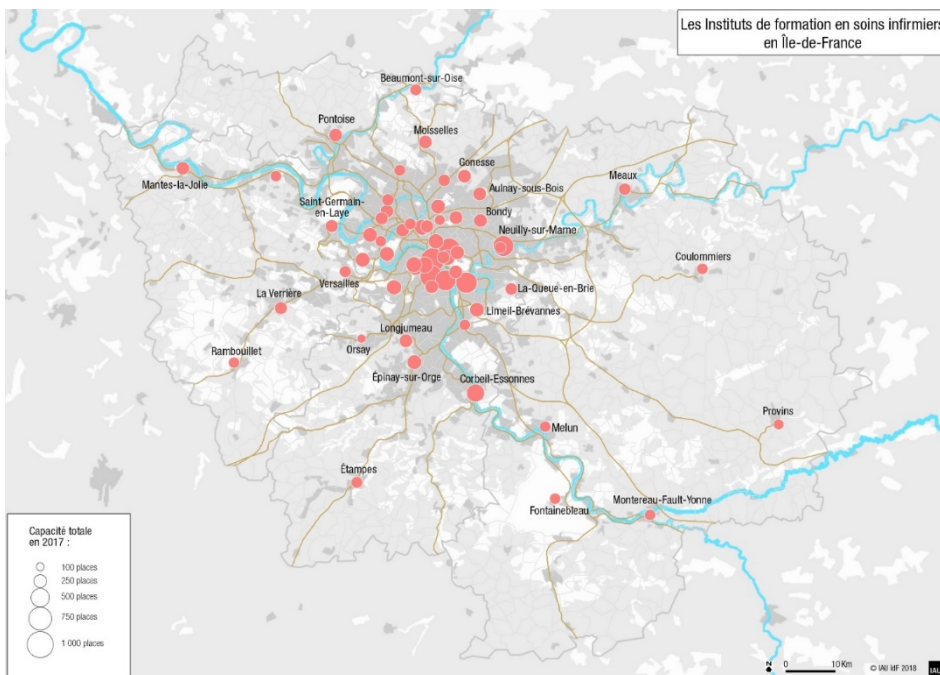 Les Instituts de formation en soins infirmiers
en Île-de-France
Beaumont-sur-Oise
Pontoise
Moisselles
Gonesse
Mantes-la-Jolie
Aulnay-sous-Bois
Meaux
Saint-Germain-
en-Laye
Bondy
Neuilly-sur-Marne
Coulommiers
Versailles
La-Queue-en-Brie
La Verrière
Limeil-Brévannes
Longjumeau
Orsay
Rambouillet
Épinay-sur-Orge
Corbeil-Essonnes
Provins
Melun
Étampes
Fontainebleau
Montereau-Fault-Yonne
Capacité totale
en 2017 :
100 places
250 places
500 places
750 places
1 000 places
N
0 10 Km
© IAU îdF 2018
IAU